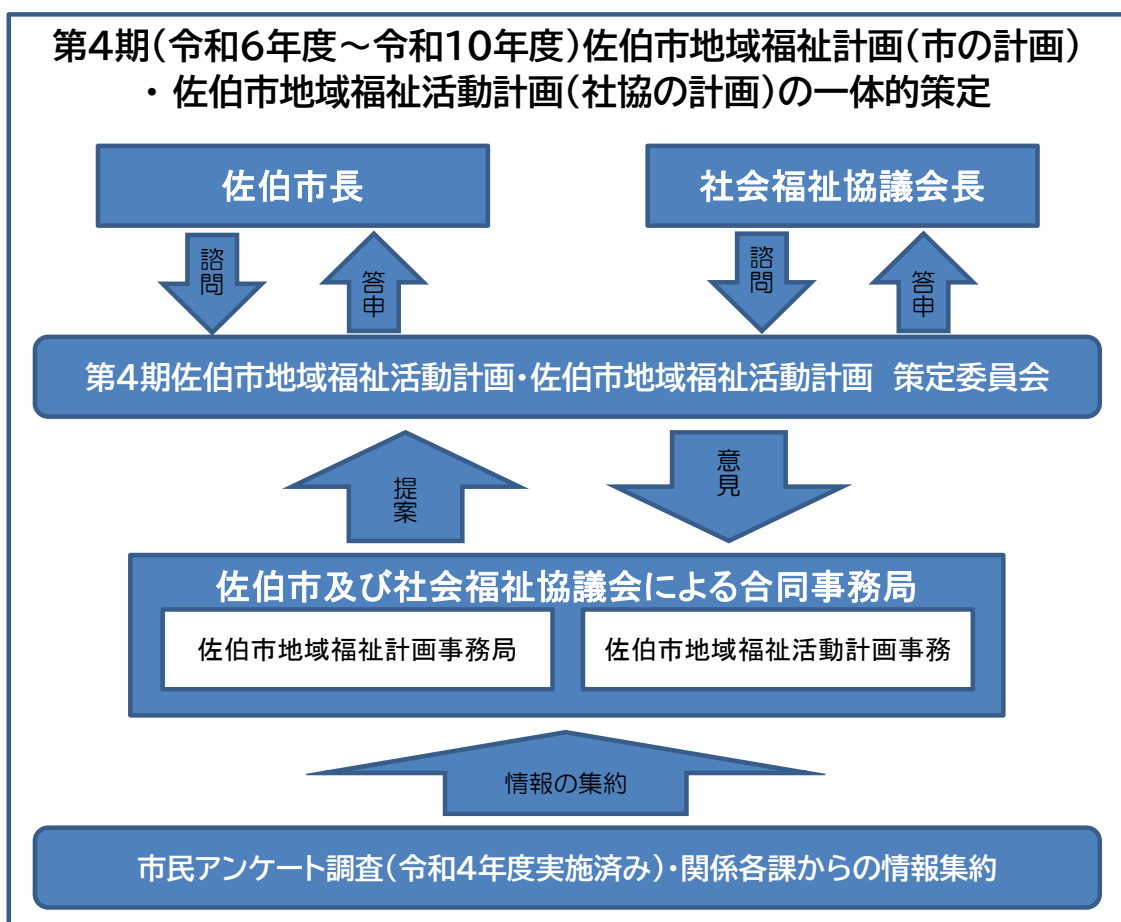 第4期(令和6年度～令和10年度)佐伯市地域福祉計画(市の計画)
・ 佐伯市地域福祉活動計画(社協の計画)の一体的策定
佐伯市長
社会福祉協議会長
諮問
答申
諮問
答申
第4期佐伯市地域福祉活動計画・佐伯市地域福祉活動計画 策定委員会
提案
意見
佐伯市及び社会福祉協議会による合同事務局
佐伯市地域福祉計画事務局
佐伯市地域福祉活動計画事務
情報の集約
市民アンケート調査(令和4年度実施済み)・関係各課からの情報集約